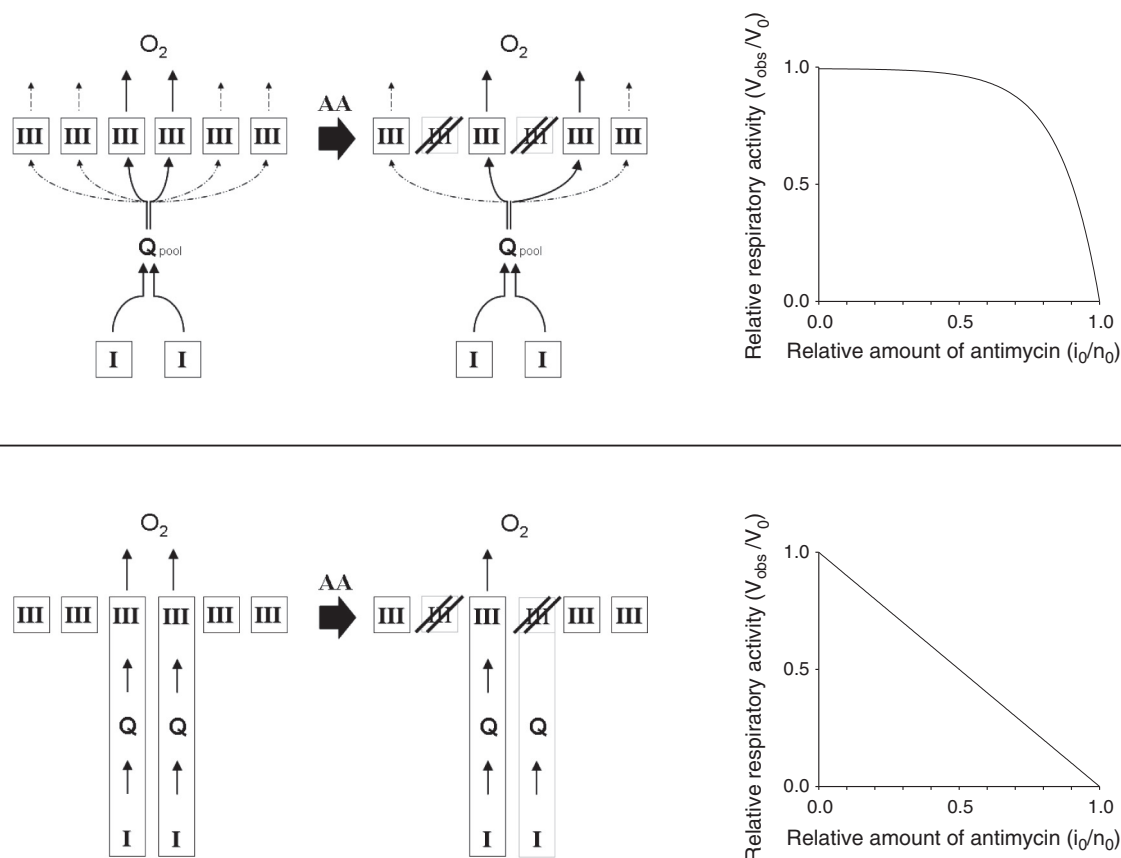 O2
III III III III III III
Q pool
I I
AA
O2
III III III III III III
Q pool
I I
Relative respiratory activity (Vobs/V0)
1.0
0.5
0.0
0.0 0.5 1.0
Relative amount of antimycin (i0/n0)
O2
III III III III III III
Q Q
I I
AA
O2
III III III III III III
Q Q
I I
Relative respiratory activity (Vobs/V0)
1.0
0.5
0.0
0.0 0.5 1.0
Relative amount of antimycin (i0/n0)